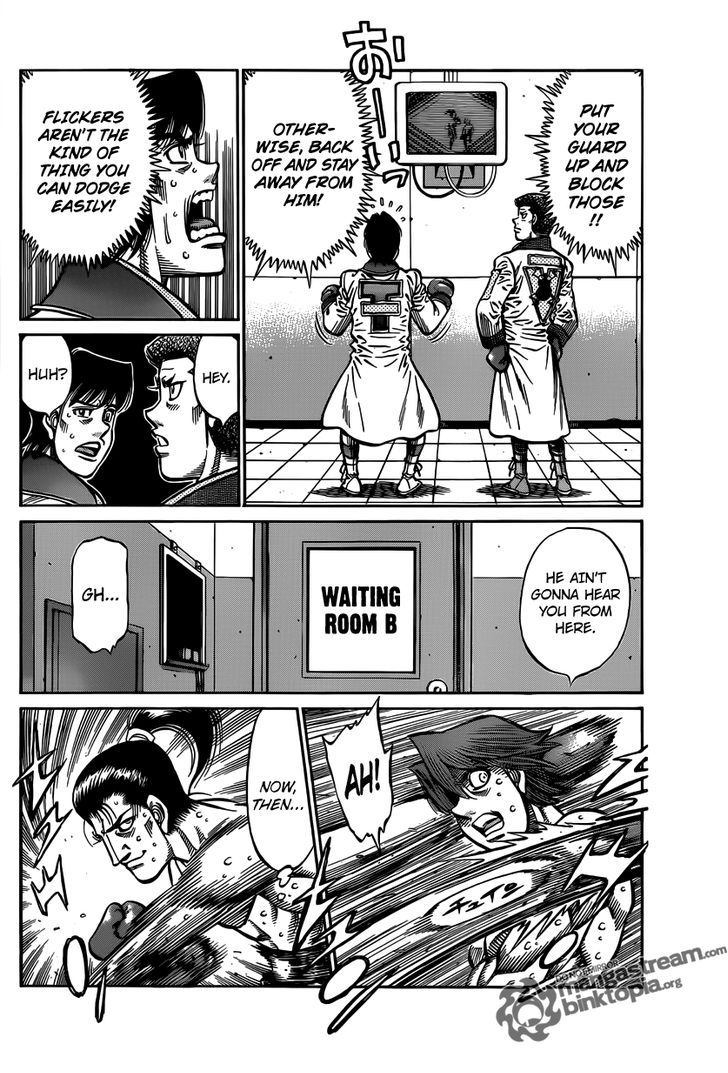 おーいっ
PUT
YOUR
GUARD
UP AND
BLOCK
THOSE
!!
OTHER-
WISE, BACK
OFF AND STAY
AWAY FROM
HIM!
FLICKERS
AREN'T THE
KIND OF
THING YOU
CAN DODGE
EASILY!
HEY.
HUH?
HE AIN'T
GONNA HEAR
YOU FROM
HERE.
WAITING
ROOM B
GH...
AH!
NOW,
THEN...
mangastream.com
binktopia.org